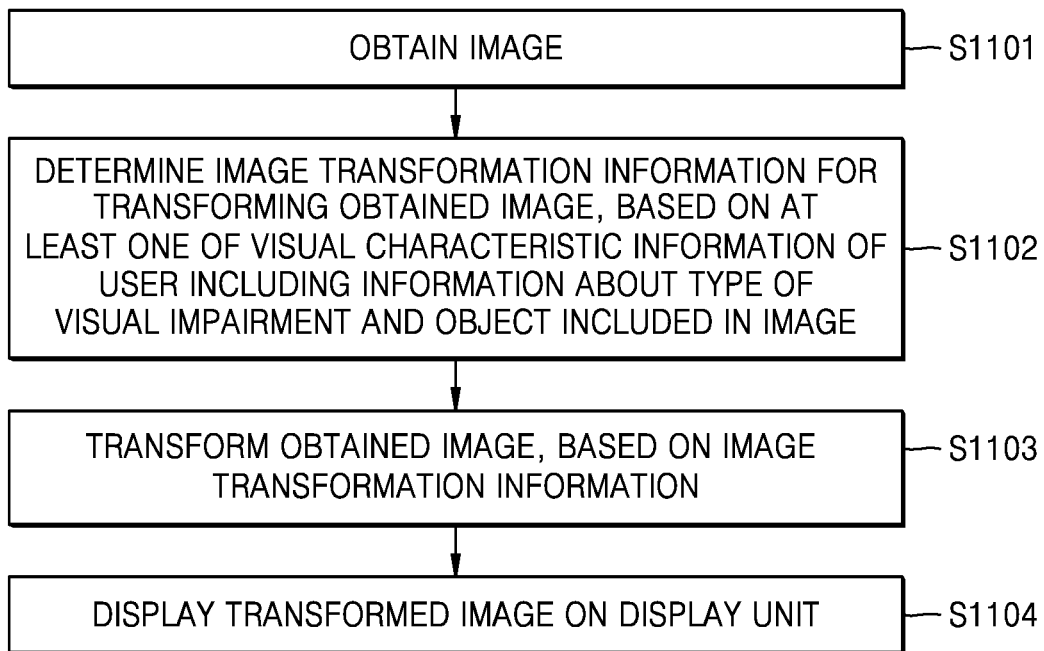 OBTAIN IMAGE
S1101
DETERMINE IMAGE TRANSFORMATION INFORMATION FOR
TRANSFORMING OBTAINED IMAGE, BASED ON AT
LEAST ONE OF VISUAL CHARACTERISTIC INFORMATION OF
USER INCLUDING INFORMATION ABOUT TYPE OF
VISUAL IMPAIRMENT AND OBJECT INCLUDED IN IMAGE
S1102
TRANSFORM OBTAINED IMAGE, BASED ON IMAGE
TRANSFORMATION INFORMATION
S1103
DISPLAY TRANSFORMED IMAGE ON DISPLAY UNIT
S1104